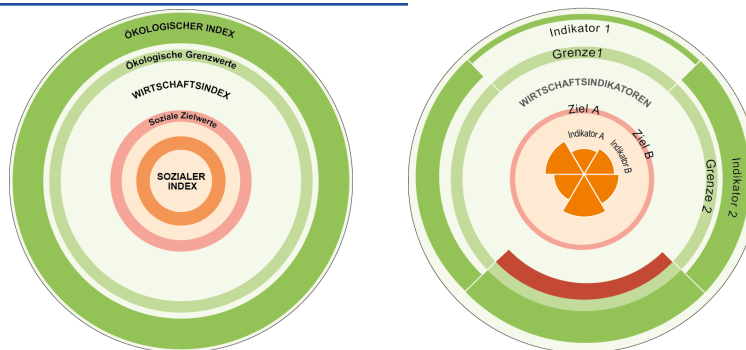 ÖKOLOGISCHER INDEX
Ökologische Grenzwerte
WIRTSCHAFTSINDEX
Soziale Zielwerte
SOZIALER
INDEX
Indikator 1
Grenze1
WIRTSCHAFTSINDIKATOREN
Ziel A
Ziel B
Indikator A
Indikator B
Grenze 2
Indikator 2